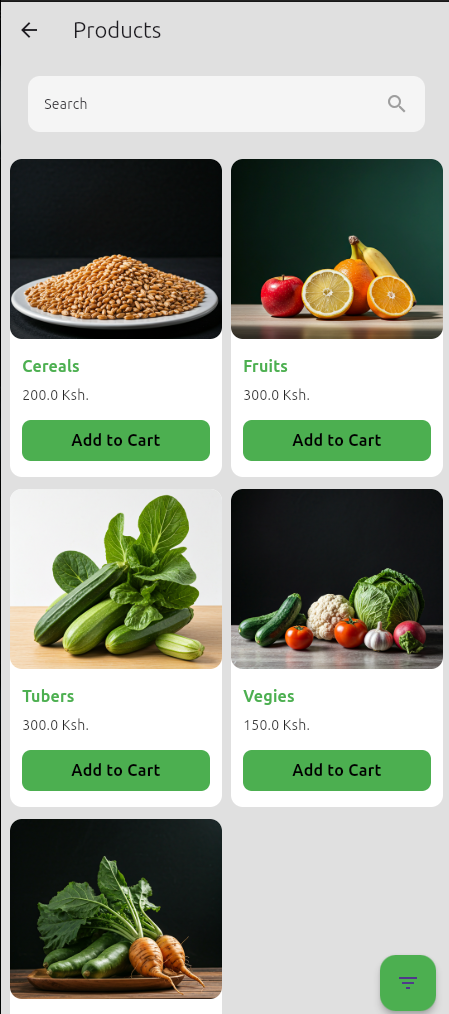 Products
Search
Cereals
200.0 Ksh.
Add to Cart
Fruits
300.0 Ksh.
Add to Cart
Tubers
300.0 Ksh.
Add to Cart
Vegies
150.0 Ksh.
Add to Cart